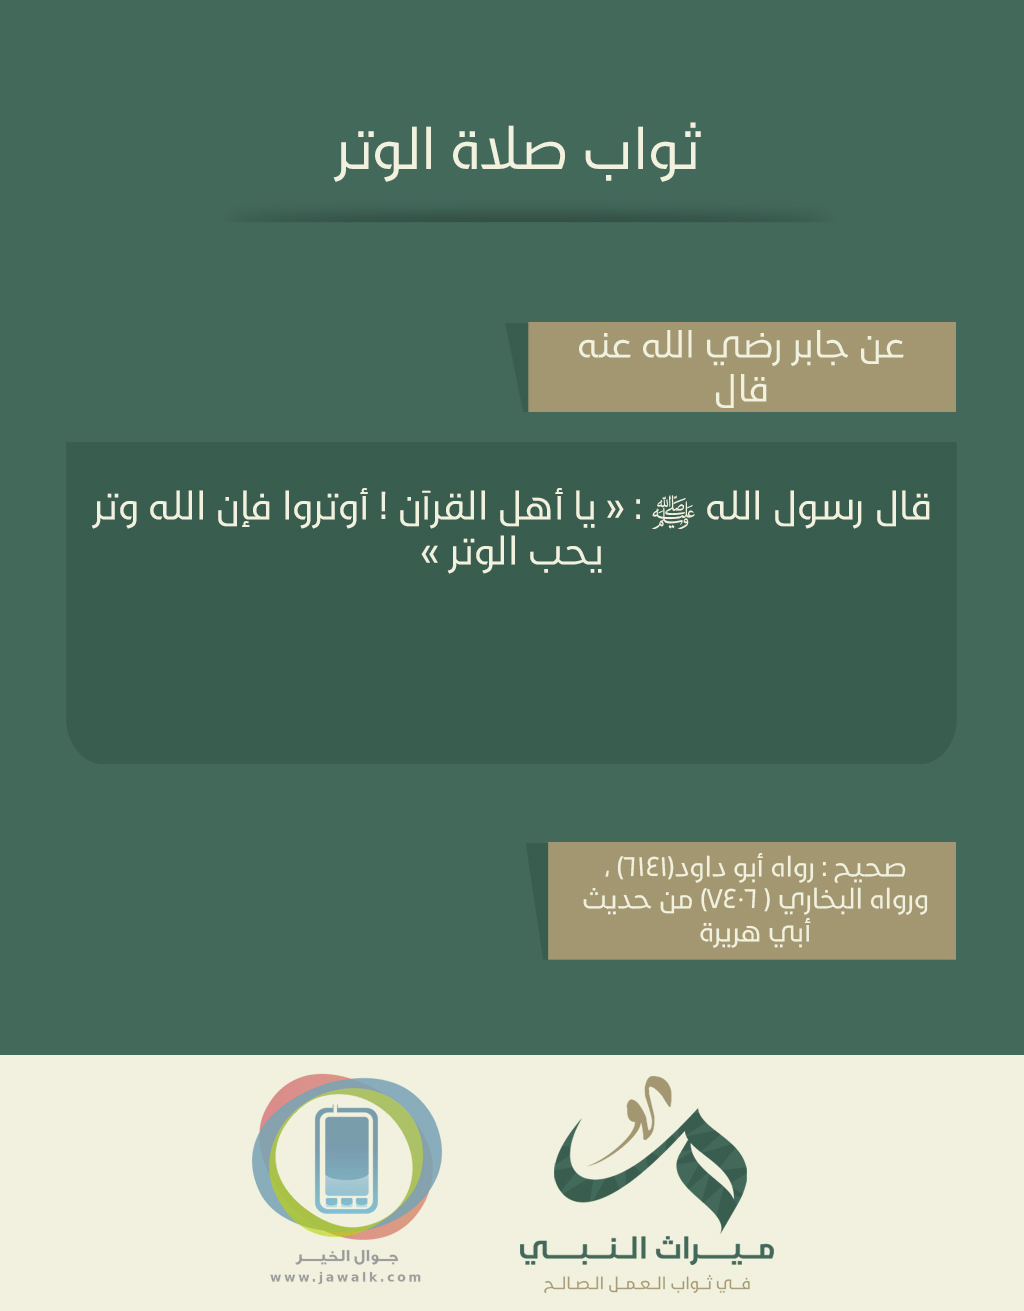 ثواب صلاة الوتر
عن جابر رضي الله عنه
قال
قال رسول الله ﷺ : « يا أهل القرآن ! أوتروا فإن الله وتر
يحب الوتر »
صحيح : رواه أبو داود(٦١٤١) ،
ورواه البخاري ( ٧٤٠٦) من حديث
أبي هريرة
ميراث النبي
في ثواب العمل الصالح
جوال الخير
www.jawalk.com